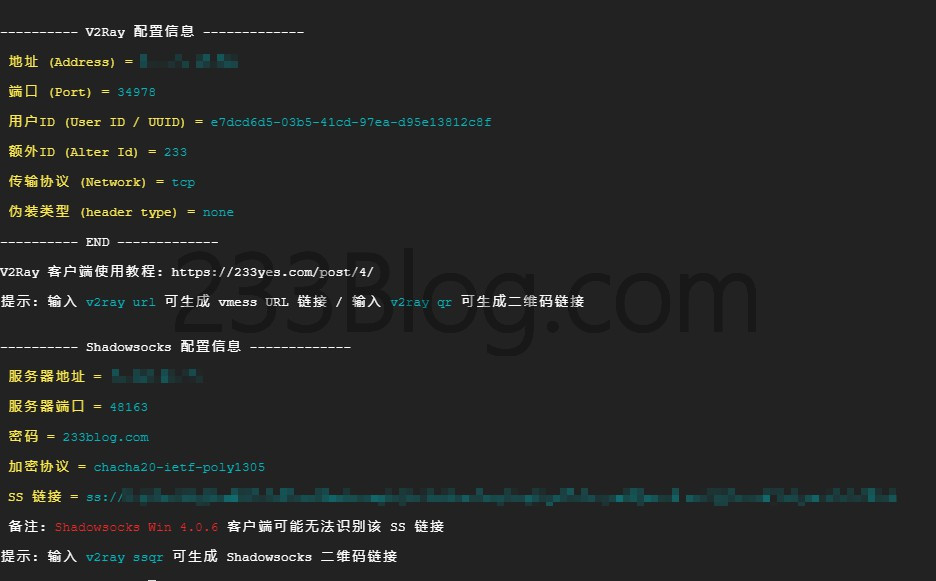 ---------- V2Ray 配置信息 -------------
地址 (Address) =
端口 (Port) = 34978
用户ID (User ID / UUID) = e7dcd6d5-03b5-41cd-97ea-d95e13812c8f
额外ID (Alter Id) = 233
传输协议 (Network) = tcp
伪装类型 (header type) = none
---------- END -------------
V2Ray 客户端使用教程: https://233yes.com/post/4/
提示: 输入 v2ray url 可生成 vmess URL 链接 / 输入 v2ray qr 可生成二维码链接
233Blog.com
---------- Shadowsocks 配置信息 -------------
服务器地址 =
服务器端口 = 48163
密码 = 233blog.com
加密协议 = chacha20-ietf-poly1305
SS 链接 = ss://
备注: Shadowsocks Win 4.0.6 客户端可能无法识别该 SS 链接
提示: 输入 v2ray ssqr 可生成 Shadowsocks 二维码链接